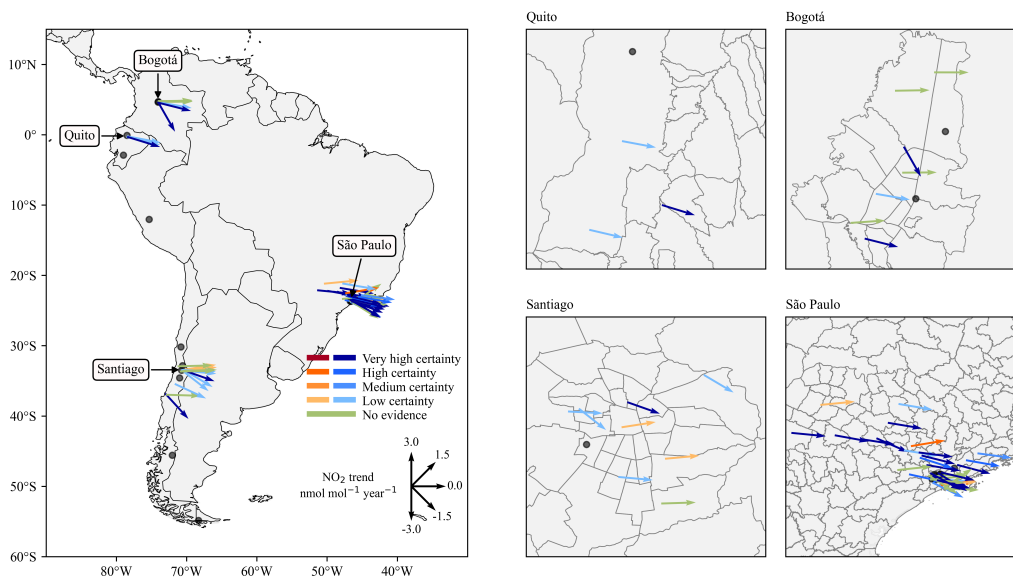 Quito
Bogotá
10°N
0°
10°S
20°S
30°S
40°S
50°S
60°S
80°W
70°W
60°W
50°W
40°W
Bogotá
Quito
São Paulo
Santiago
Very high certainty
High certainty
Medium certainty
Low certainty
No evidence
NO₂ trend
nmol mol⁻¹ year⁻¹
3.0
1.5
0.0
-1.5
-3.0
Santiago
São Paulo